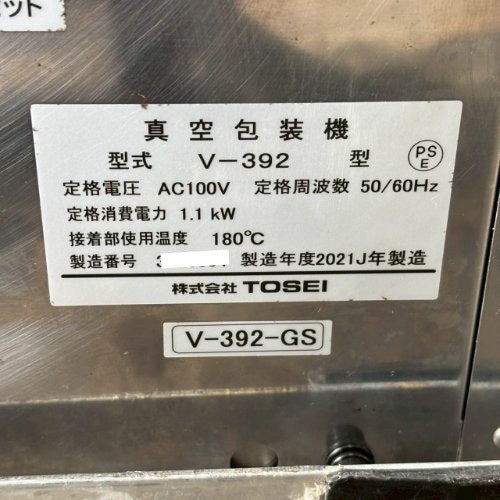 ット
真空包装機
型式 V-392 型 PSE
定格電圧 AC100V 定格周波数 50/60Hz
定格消費電力 1.1 kW
接着部使用温度 180℃
製造番号 製造年度2021J年製造
株式会社 TOSEI
V-392-GS